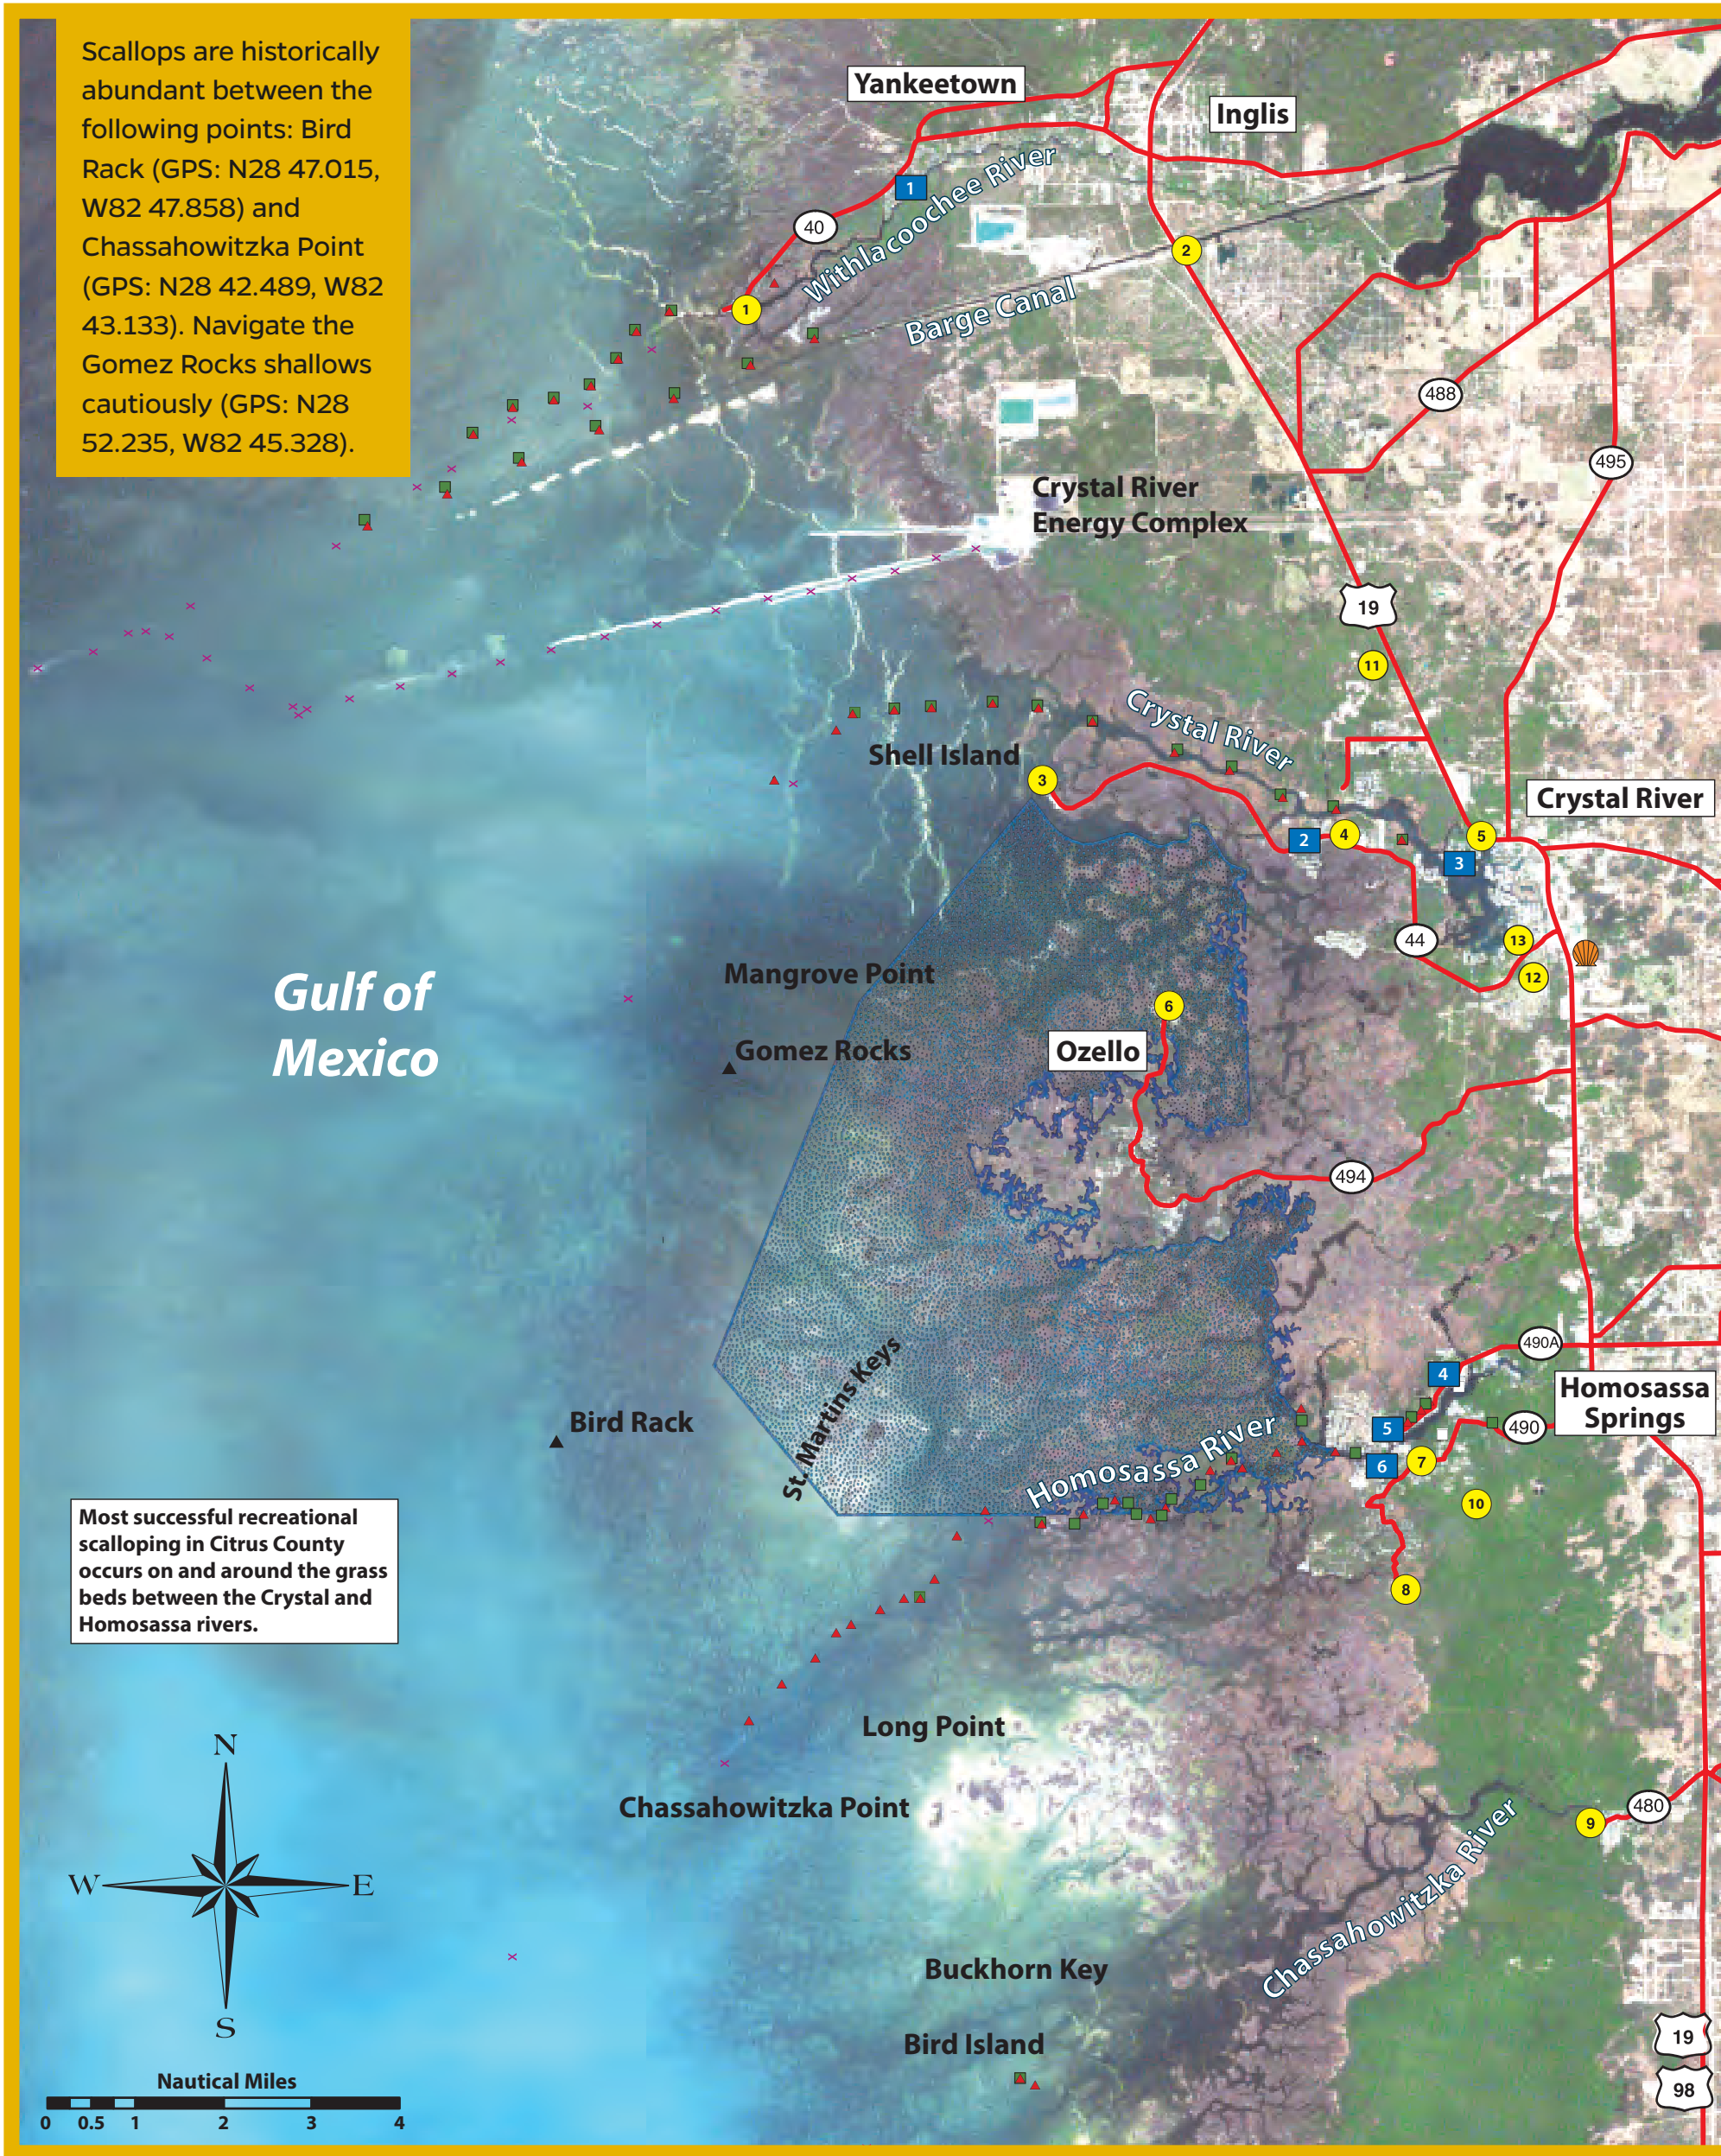 Scallops are historically
abundant between the
following points: Bird
Rack (GPS: N28 47.015,
W82 47.858) and
Chassahowitzka Point
(GPS: N28 42.489, W82
43.133). Navigate the
Gomez Rocks shallows
cautiously (GPS: N28
52.235, W82 45.328).
Yankeetown
Inglis
1
40
Withlacoochee River
2
1
Barge Canal
488
495
Crystal River
Energy Complex
19
11
Crystal River
Shell Island
3
Crystal River
2
4
5
3
44
13
12
Mangrove Point
Gulf of
Mexico
6
Ozello
Gomez Rocks
494
490A
4
Homosassa
Springs
St. Martins Keys
Bird Rack
5
490
Homosassa River
6
7
10
Most successful recreational
scalloping in Citrus County
occurs on and around the grass
beds between the Crystal and
Homosassa rivers.
8
Long Point
N
Chassahowitzka Point
480
9
W
E
Chassahowitzka River
Buckhorn Key
S
Bird Island
19
98
Nautical Miles
0 0.5 1 2 3 4